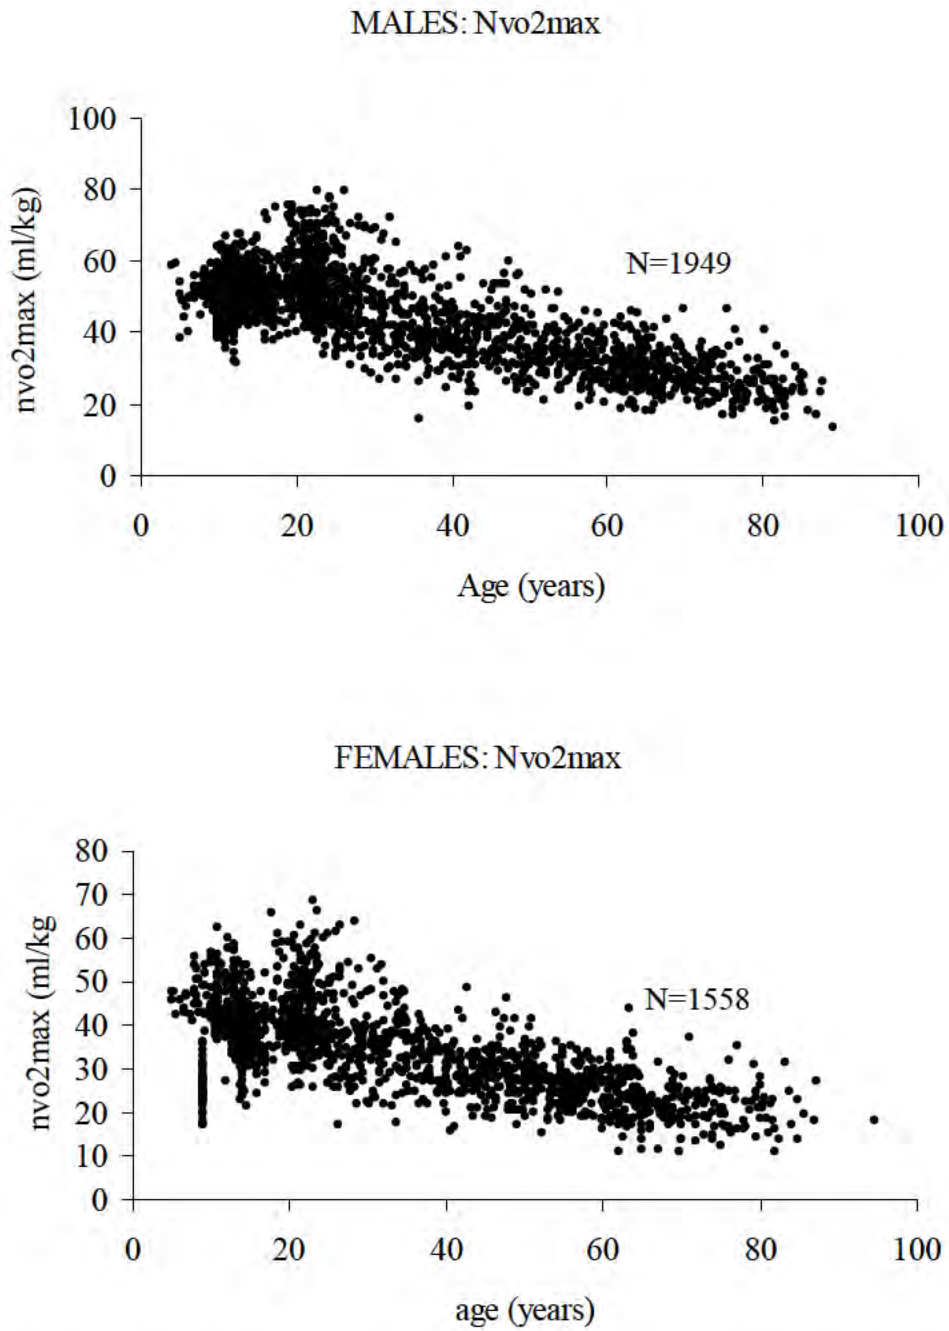 MALES: Nvo2max
100
80
60
40
20
0
nvo2max (ml/kg)
N=1949
0 20 40 60 80 100
Age (years)
FEMALES: Nvo2max
80
70
60
50
40
30
20
10
0
nvo2max (ml/kg
N=1558
0 20 40 60 80 100
age (years)